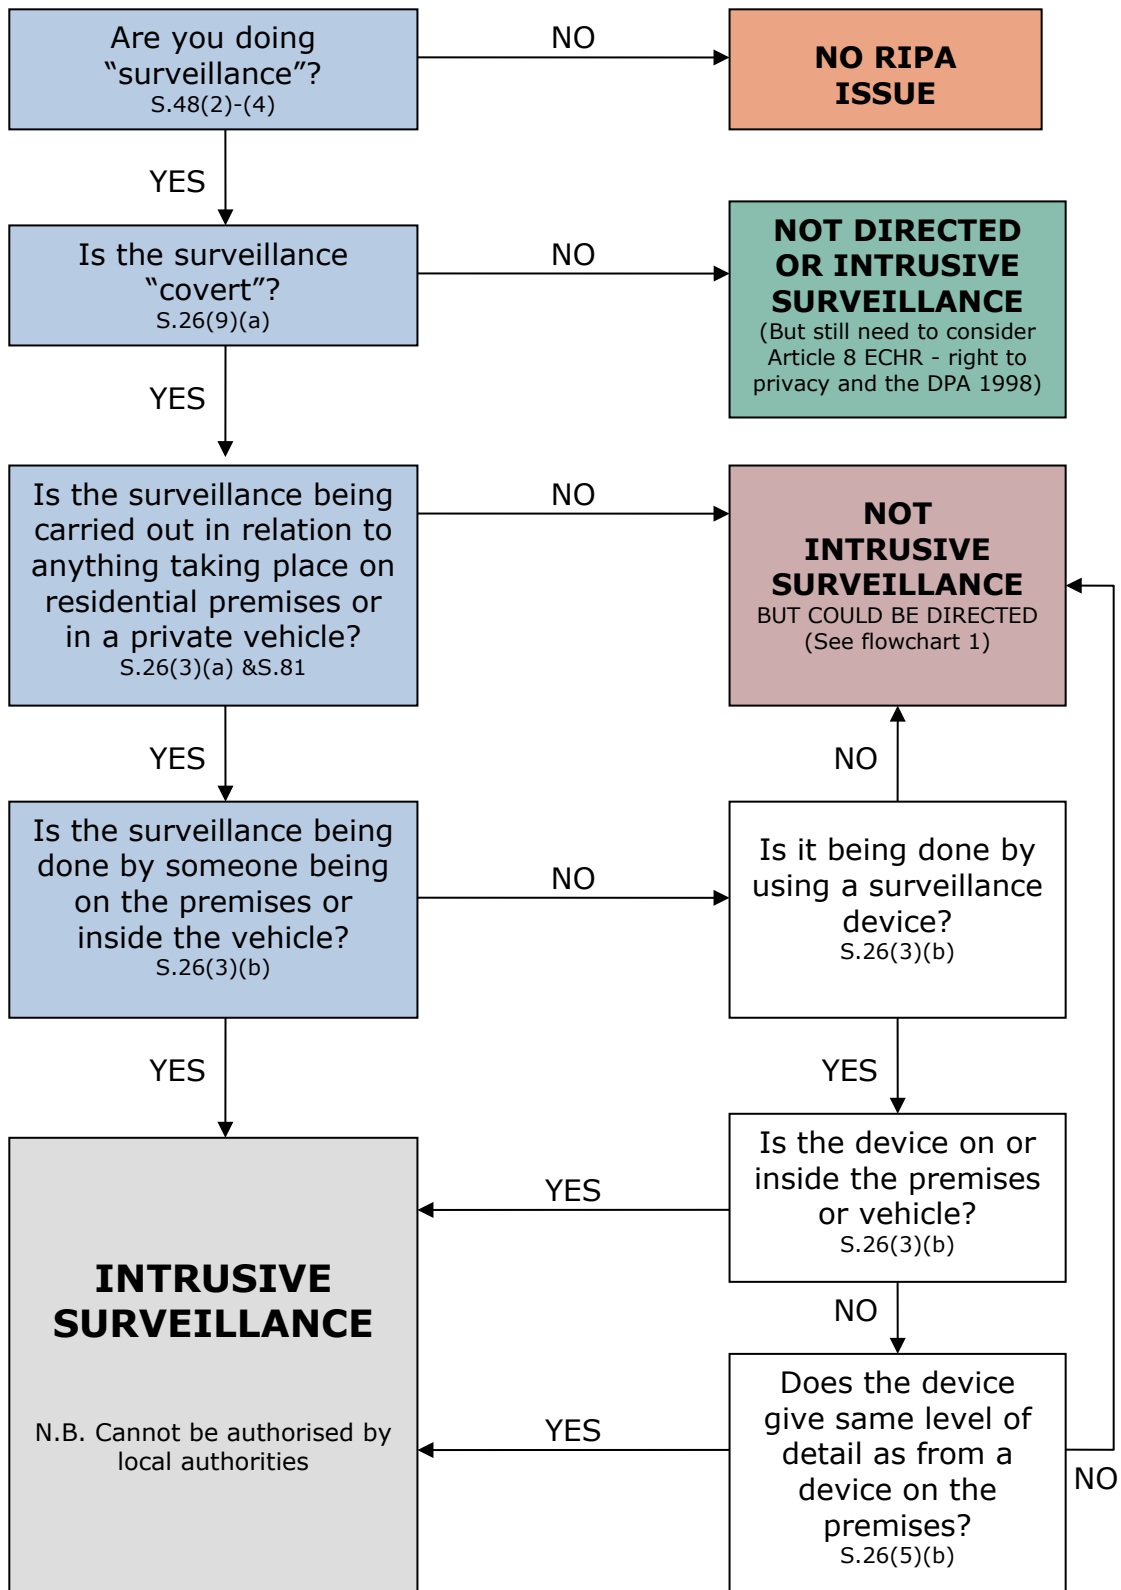 Are you doing
“surveillance”?
S.48(2)-(4)
NO
NO RIPA
ISSUE
YES
Is the surveillance
“covert”?
S.26(9)(a)
NO
NOT DIRECTED
OR INTRUSIVE
SURVEILLANCE
(But still need to consider
Article 8 ECHR - right to
privacy and the DPA 1998)
YES
Is the surveillance being
carried out in relation to
anything taking place on
residential premises or
in a private vehicle?
S.26(3)(a) &S.81
NO
NOT
INTRUSIVE
SURVEILLANCE
BUT COULD BE DIRECTED
(See flowchart 1)
YES
NO
Is the surveillance being
done by someone being
on the premises or
inside the vehicle?
S.26(3)(b)
NO
Is it being done by
using a surveillance
device?
S.26(3)(b)
YES
YES
Is the device on or
inside the premises
or vehicle?
S.26(3)(b)
YES
INTRUSIVE
SURVEILLANCE
N.B. Cannot be authorised by
local authorities
NO
Does the device
give same level of
detail as from a
device on the
premises?
S.26(5)(b)
YES
NO